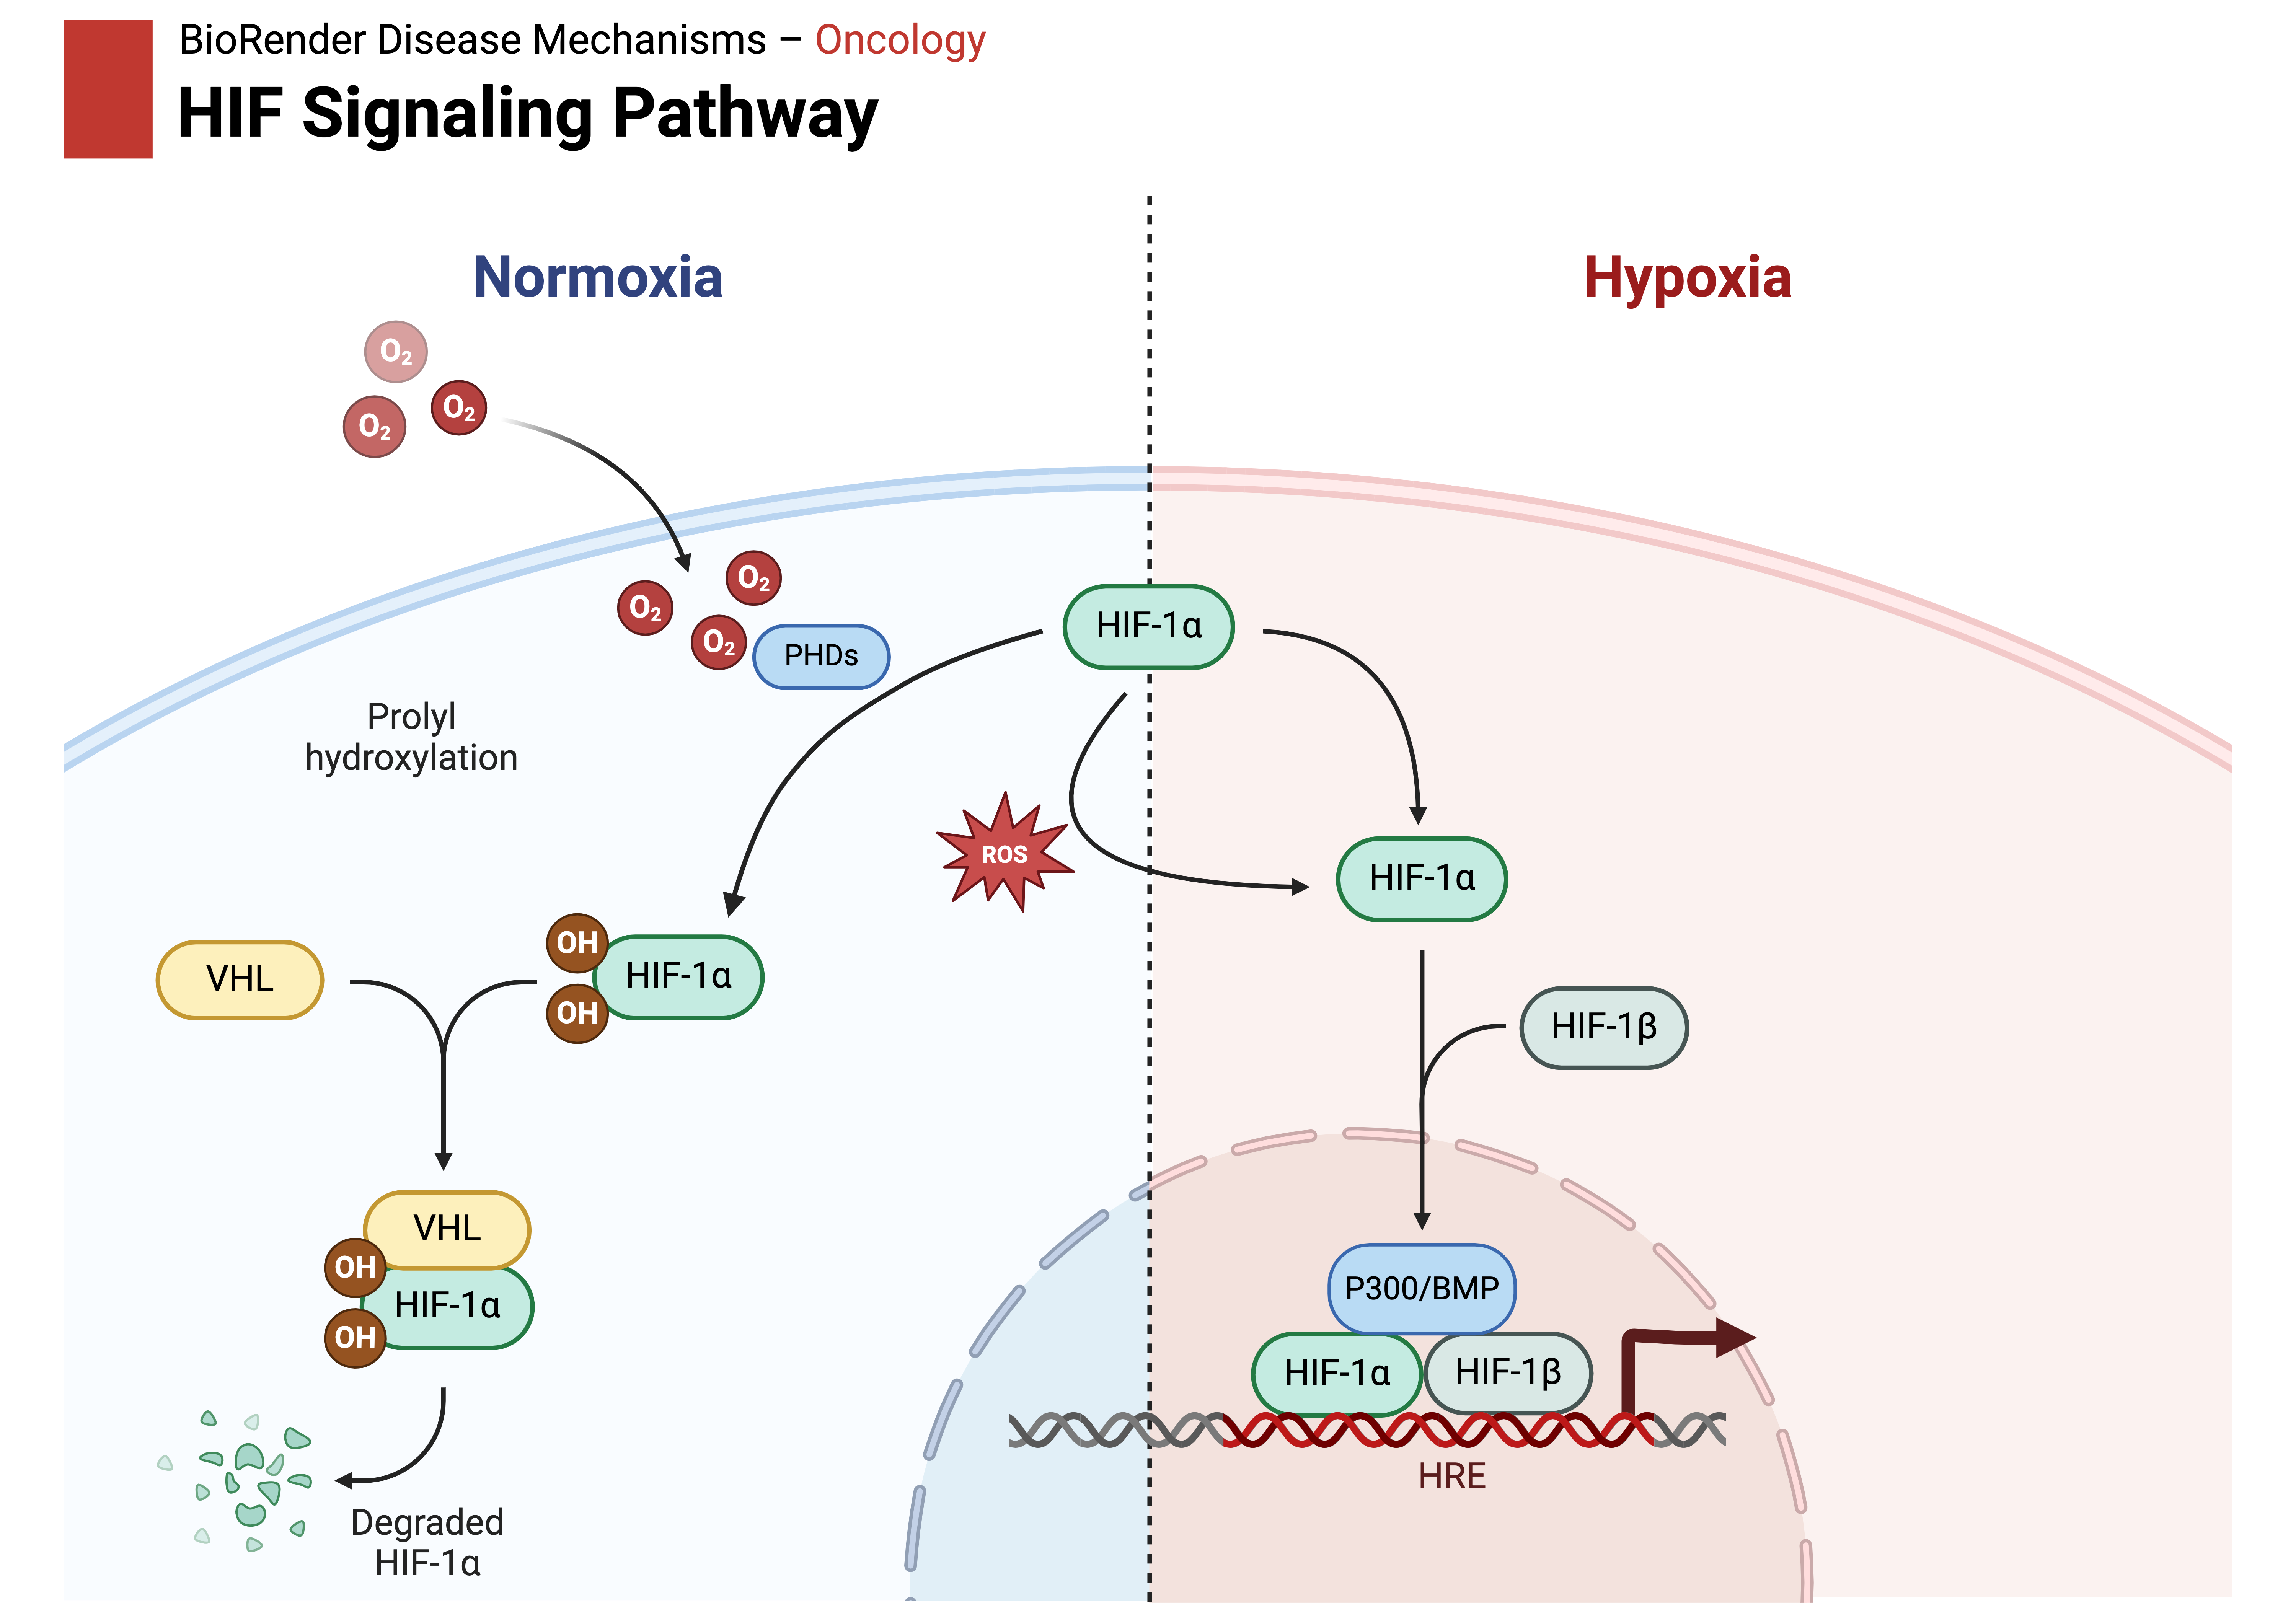 BioRender Disease Mechanisms – Oncology
HIF Signaling Pathway
Normoxia
Hypoxia
O₂
O₂
O₂
O₂
O₂
O₂
PHDs
HIF-1α
Prolyl
hydroxylation
ROS
HIF-1α
VHL
OH
OH
HIF-1α
HIF-1β
VHL
OH
OH
HIF-1α
P300/BMP
HIF-1α
HIF-1β
HRE
Degraded
HIF-1α